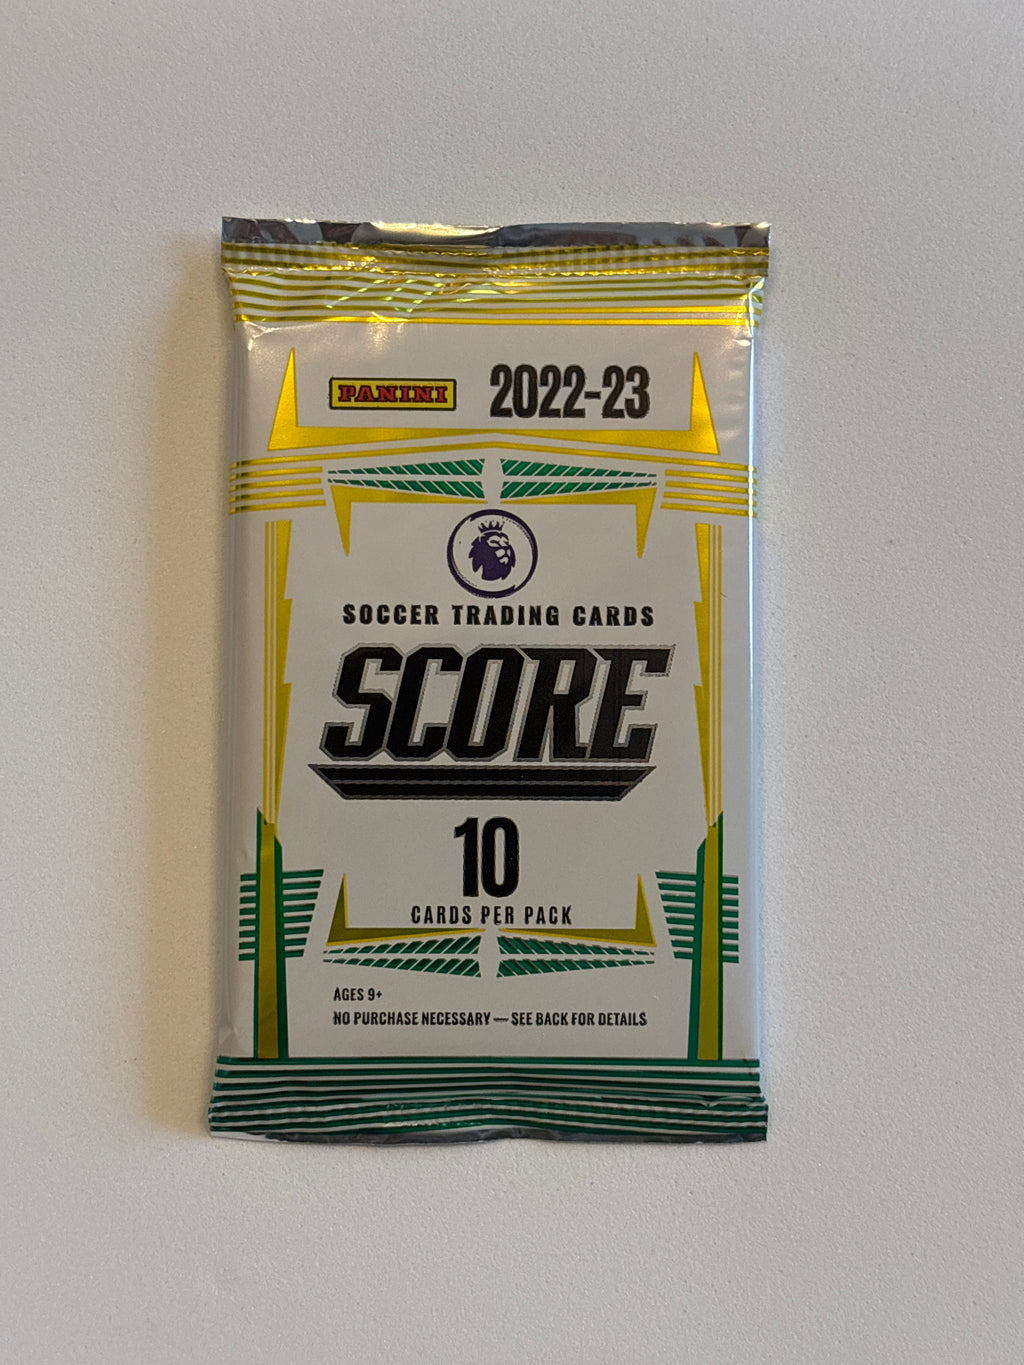 PANINI 2022-23
SOCCER TRADING CARDS
SCORE
10
CARDS PER PACK
AGES 9+
NO PURCHASE NECESSARY — SEE BACK FOR DETAILS